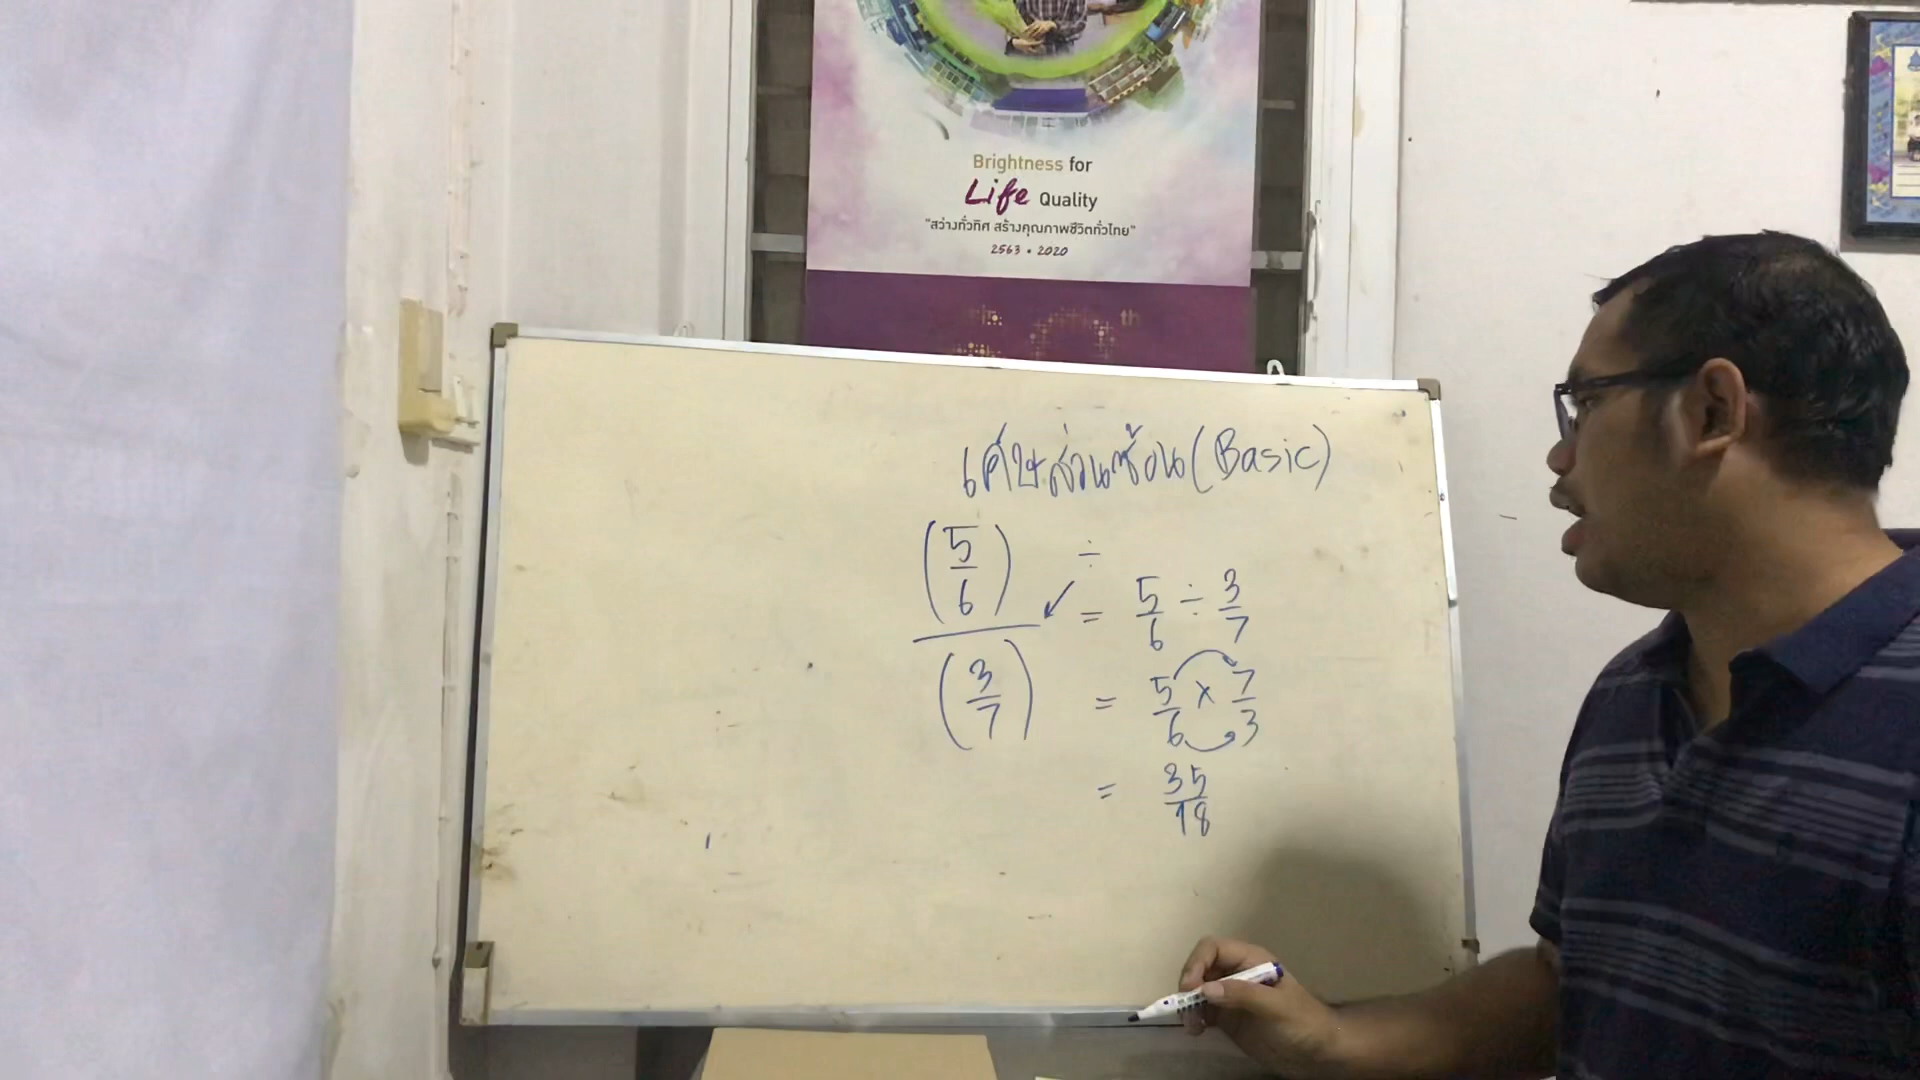 Brightness for
Life Quality
"สว่างทั่วทิศ สร้างคุณภาพชีวิตทั่วไทย"
2563 • 2020
th
เศษส่วนซ้อน (Basic)
(5/6) ÷
= 5/6 ÷ 3/7
(3/7)
= 5/6 × 7/3
= 35/18